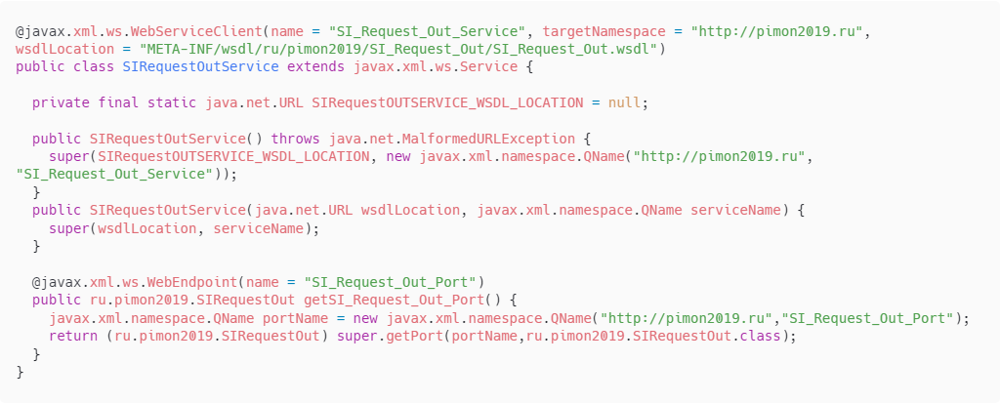 @javax.xml.ws.WebServiceClient(name = "SI_Request_Out_Service", targetNamespace = "http://pimon2019.ru",
wsdlLocation = "META-INF/wsdl/ru/pimon2019/SI_Request_Out/SI_Request_Out.wsdl")
public class SIRequestOutService extends javax.xml.ws.Service {
private final static java.net.URL SIRequestOUTSERVICE_WSDL_LOCATION = null;
public SIRequestOutService() throws java.net.MalformedURLException {
super(SIRequestOUTSERVICE_WSDL_LOCATION, new javax.xml.namespace.QName("http://pimon2019.ru",
"SI_Request_Out_Service"));
}
public SIRequestOutService(java.net.URL wsdlLocation, javax.xml.namespace.QName serviceName) {
super(wsdlLocation, serviceName);
}
@javax.xml.ws.WebEndpoint(name = "SI_Request_Out_Port")
public ru.pimon2019.SIRequestOut getSI_Request_Out_Port() {
javax.xml.namespace.QName portName = new javax.xml.namespace.QName("http://pimon2019.ru","SI_Request_Out_Port");
return (ru.pimon2019.SIRequestOut) super.getPort(portName,ru.pimon2019.SIRequestOut.class);
}
}